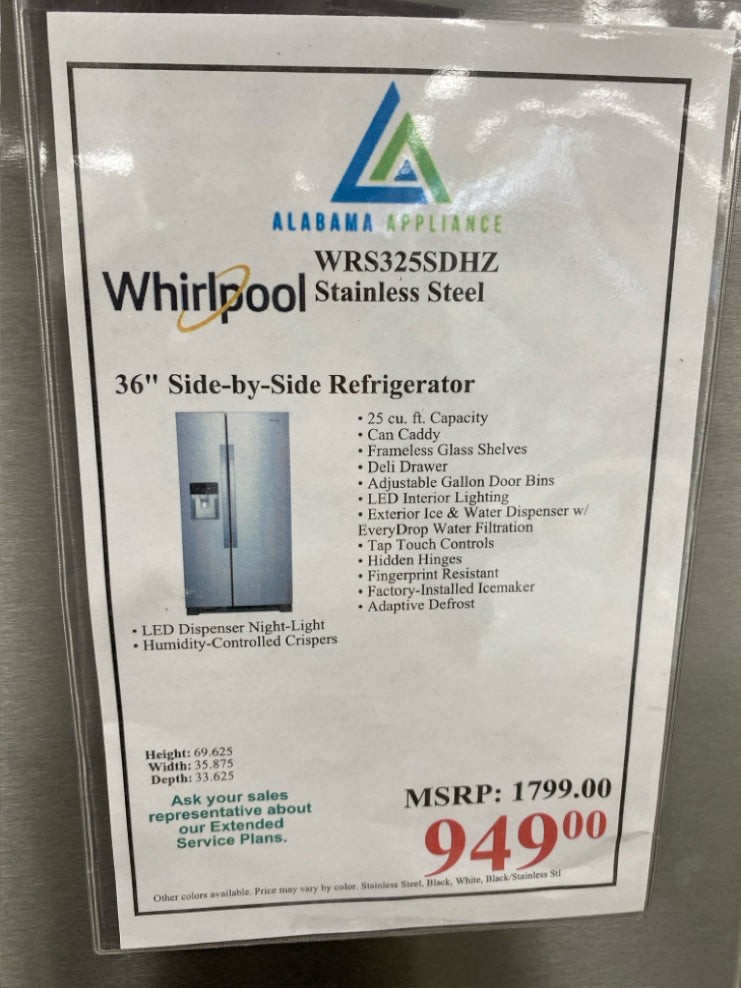 ALABAMA APPLIANCE
WRS325SDHZ
Whirlpool Stainless Steel
36" Side-by-Side Refrigerator
• 25 cu. ft. Capacity
• Can Caddy
• Frameless Glass Shelves
• Deli Drawer
• Adjustable Gallon Door Bins
• LED Interior Lighting
• Exterior Ice & Water Dispenser w/
EveryDrop Water Filtration
• Tap Touch Controls
• Hidden Hinges
• Fingerprint Resistant
• Factory-Installed Icemaker
• Adaptive Defrost
• LED Dispenser Night-Light
• Humidity-Controlled Crispers
Height: 69.625
Width: 35.875
Depth: 33.625
Ask your sales
representative about
our Extended
Service Plans.
MSRP: 1799.00
94900
Other colors available. Price may vary by color. Stainless Steel, Black, White, Black/Stainless Stl